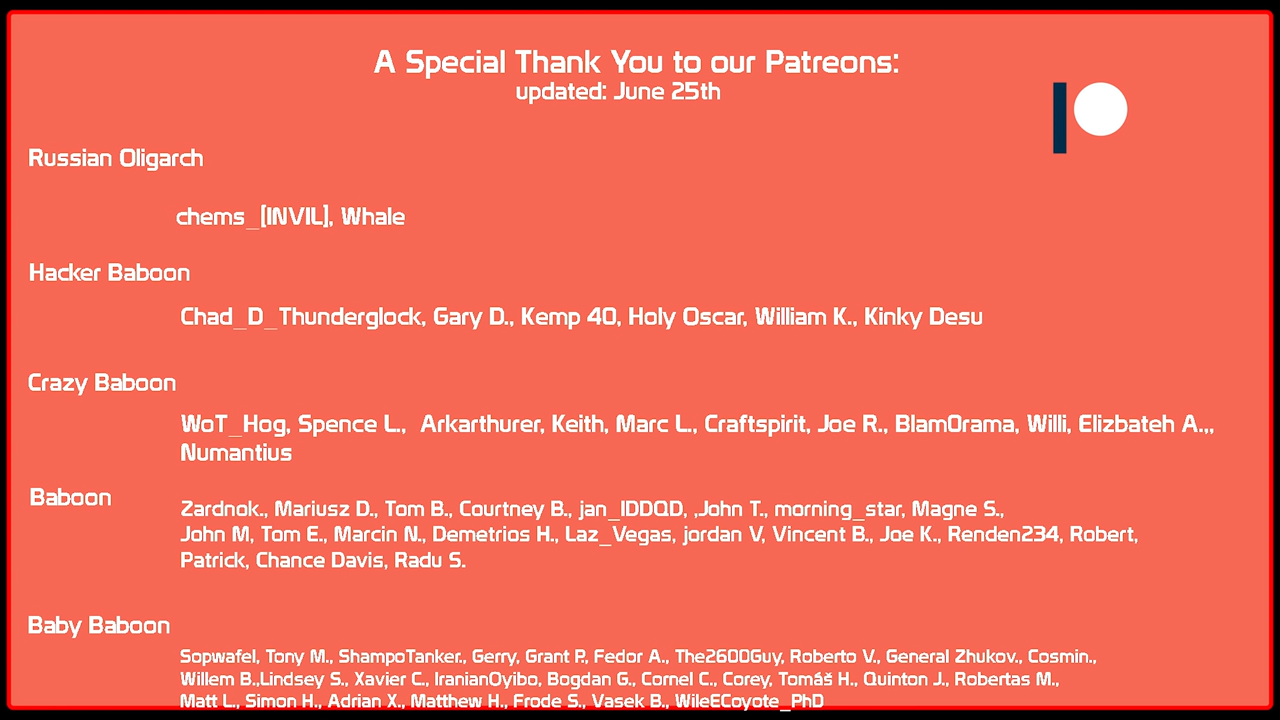 A Special Thank You to our Patreons:
updated: June 25th
Russian Oligarch
chems_[INVIL], Whale
Hacker Baboon
Chad_D_Thunderglock, Gary D., Kemp 40, Holy Oscar, William K., Kinky Desu
Crazy Baboon
WoT_Hog, Spence L.,  Arkarthurer, Keith, Marc L., Craftspirit, Joe R., BlamOrama, Willi, Elizbateh A.,,
Numantius
Baboon
Zardnok., Mariusz D., Tom B., Courtney B., jan_IDDQD, ,John T., morning_star, Magne S.,
John M, Tom E., Marcin N., Demetrios H., Laz_Vegas, jordan V, Vincent B., Joe K., Renden234, Robert,
Patrick, Chance Davis, Radu S.
Baby Baboon
Sopwafel, Tony M., ShampoTanker., Gerry, Grant P., Fedor A., The2600Guy, Roberto V., General Zhukov., Cosmin.,
Willem B.,Lindsey S., Xavier C., IranianOyibo, Bogdan G., Cornel C., Corey, Tomáš H., Quinton J., Robertas M.,
Matt L., Simon H., Adrian X., Matthew H., Frode S., Vasek B., WileECoyote_PhD